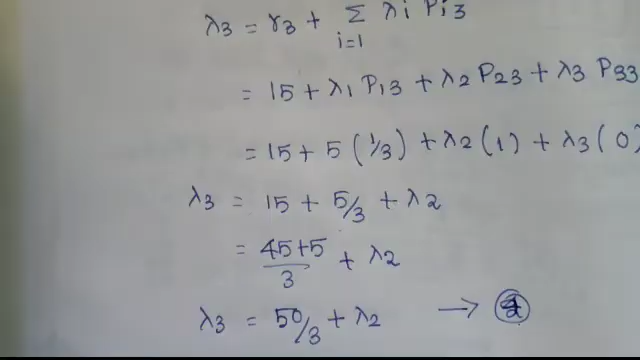 λ3 = r3 + Σ i=1 λi Pi3
= 15 + λ1 P13 + λ2 P23 + λ3 P33
= 15 + 5 (1/3) + λ2 (1) + λ3 (0)
λ3 = 15 + 5/3 + λ2
= 45+5/3 + λ2
λ3 = 50/3 + λ2 →